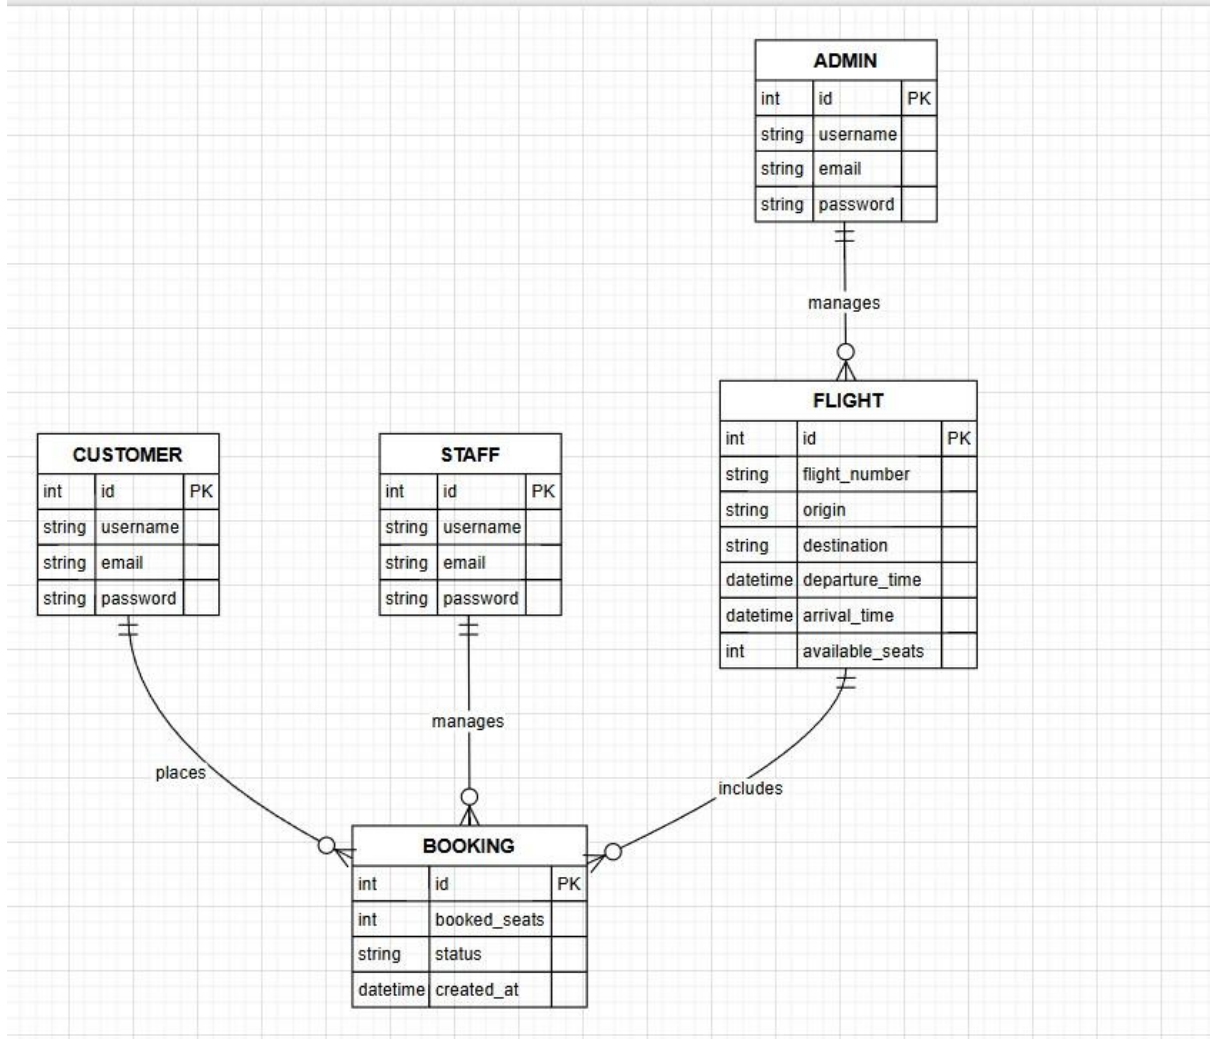 ADMIN
int id PK
string username
string email
string password
manages
FLIGHT
int id PK
string flight_number
string origin
string destination
datetime departure_time
datetime arrival_time
int available_seats
CUSTOMER
int id PK
string username
string email
string password
STAFF
int id PK
string username
string email
string password
manages
places
includes
BOOKING
int id PK
int booked_seats
string status
datetime created_at